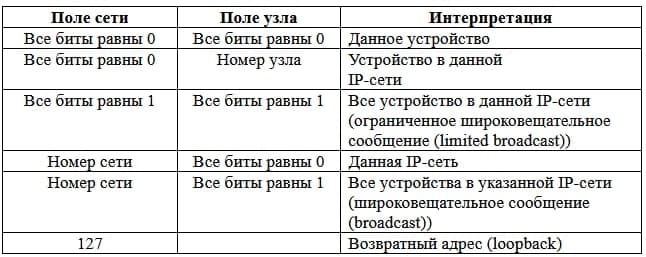 Поле сети Поле узла Интерпретация
Все биты равны 0 Все биты равны 0 Данное устройство
Все биты равны 0 Номер узла Устройство в данной
IP-сети
Все биты равны 1 Все биты равны 1 Все устройство в данной IP-сети
(ограниченное широковещательное
сообщение (limited broadcast))
Номер сети Все биты равны 0 Данная IP-сеть
Номер сети Все биты равны 1 Все устройства в указанной IP-сети
(широковещательное сообщение
(broadcast))
127 Возвратный адрес (loopback)